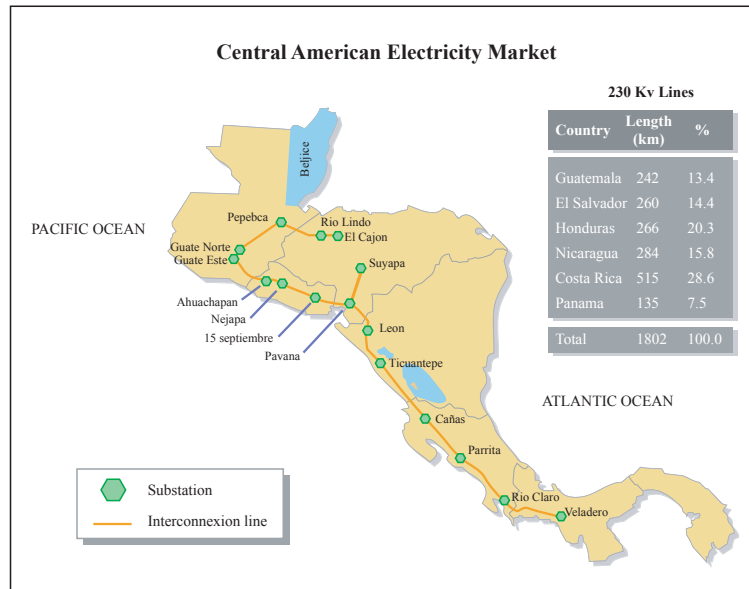 Central American Electricity Market
230 Kv Lines
Country Length (km) %
Guatemala 242 13.4
El Salvador 260 14.4
Honduras 266 20.3
Nicaragua 284 15.8
Costa Rica 515 28.6
Panama 135 7.5
Total 1802 100.0
Beljice
PACIFIC OCEAN
Pepebca
Rio Lindo
El Cajon
Guate Norte
Guate Este
Suyapa
Ahuachapan
Nejapa
15 septiembre
Pavana
Leon
Ticuantepe
ATLANTIC OCEAN
Cañas
Parrita
Rio Claro
Veladero
Substation
Interconnexion line